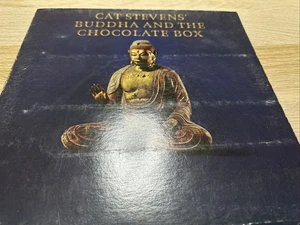 CAT STEVENS'
BUDDHA AND THE
CHOCOLATE BOX